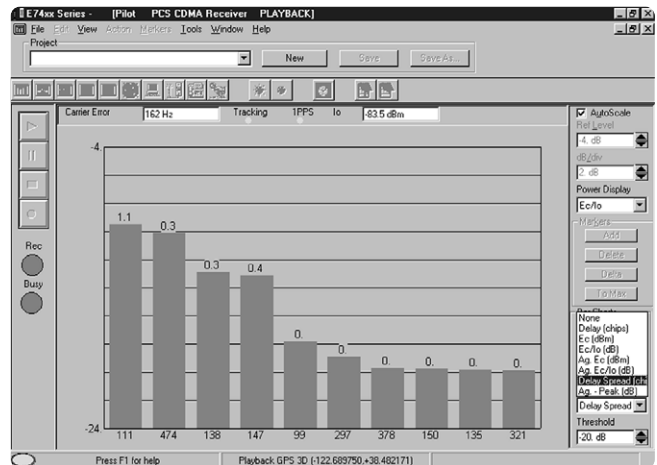 E74xx Series - [Pilot PCS CDMA Receiver PLAYBACK]
File Edit View Action Markers Tools Window Help
Project
New Save Save As...
Carrier Error 162 Hz Tracking 1PPS Io -83.5 dBm
AutoScale
Ref Level
-4. dB
dB/div
2. dB
Power Display
Ec/Io
Markers
Add
Delete
Delta
To Max
Bar Charts
None
Delay (chips)
Ec (dBm)
Ec/Io (dB)
Ag. Ec (dBm)
Ag. Ec/Io (dB)
Delay Spread (chi
Ag. - Peak (dB)
Delay Spread
Threshold
-20. dB
Rec
Busy
-4.
1.1 0.3 0.3 0.4 0. 0. 0. 0. 0. 0.
-24.
111 474 138 147 99 297 378 150 135 321
Press F1 for help Playback GPS 3D (-122.689750,+38.482171)